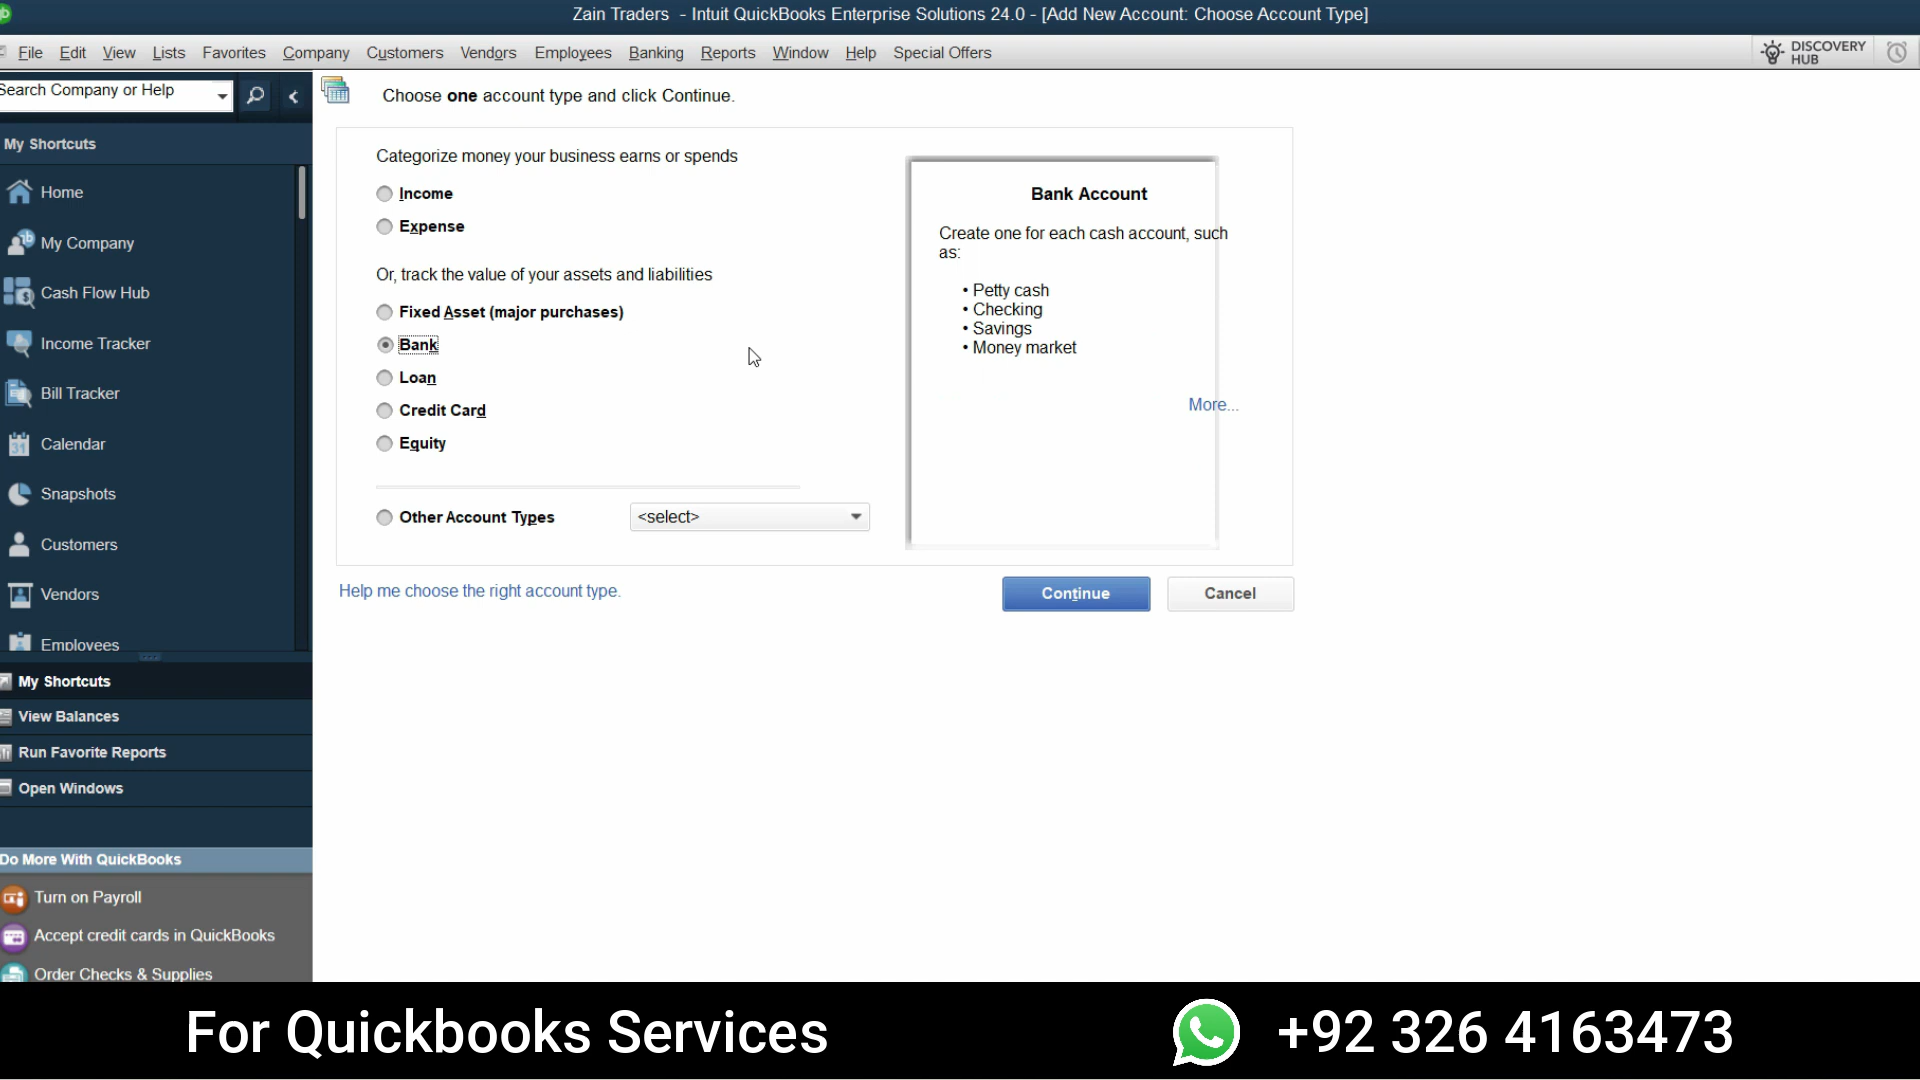 Zain Traders - Intuit QuickBooks Enterprise Solutions 24.0 - [Add New Account: Choose Account Type]
File Edit View Lists Favorites Company Customers Vendors Employees Banking Reports Window Help Special Offers
DISCOVERY
HUB
Search Company or Help
Choose one account type and click Continue.
My Shortcuts
Home
My Company
Cash Flow Hub
Income Tracker
Bill Tracker
31
Calendar
Snapshots
Customers
Vendors
Employees
My Shortcuts
View Balances
Run Favorite Reports
Open Windows
Do More With QuickBooks
Turn on Payroll
Accept credit cards in QuickBooks
Order Checks & Supplies
Categorize money your business earns or spends
Income
Expense
Or, track the value of your assets and liabilities
Fixed Asset (major purchases)
Bank
Loan
Credit Card
Equity
Other Account Types <select>
Bank Account
Create one for each cash account, such
as:
• Petty cash
• Checking
• Savings
• Money market
More...
Help me choose the right account type.
Continue
Cancel
For Quickbooks Services
+92 326 4163473